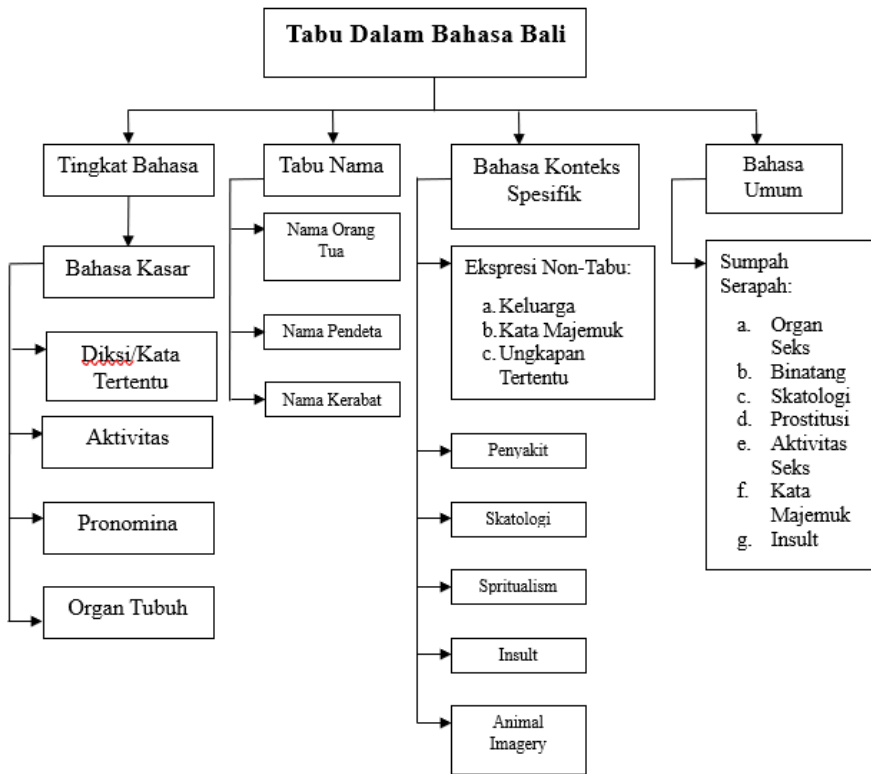 Tabu Dalam Bahasa Bali
Tingkat Bahasa
Bahasa Kasar
Diksi/Kata
Tertentu
Aktivitas
Pronomina
Organ Tubuh
Tabu Nama
Nama Orang
Tua
Nama Pendeta
Nama Kerabat
Bahasa Konteks
Spesifik
Ekspresi Non-Tabu:
a. Keluarga
b. Kata Majemuk
c. Ungkapan
Tertentu
Penyakit
Skatologi
Spritualism
Insult
Animal
Imagery
Bahasa
Umum
Sumpah
Serapah:
a. Organ
Seks
b. Binatang
c. Skatologi
d. Prostitusi
e. Aktivitas
Seks
f. Kata
Majemuk
g. Insult